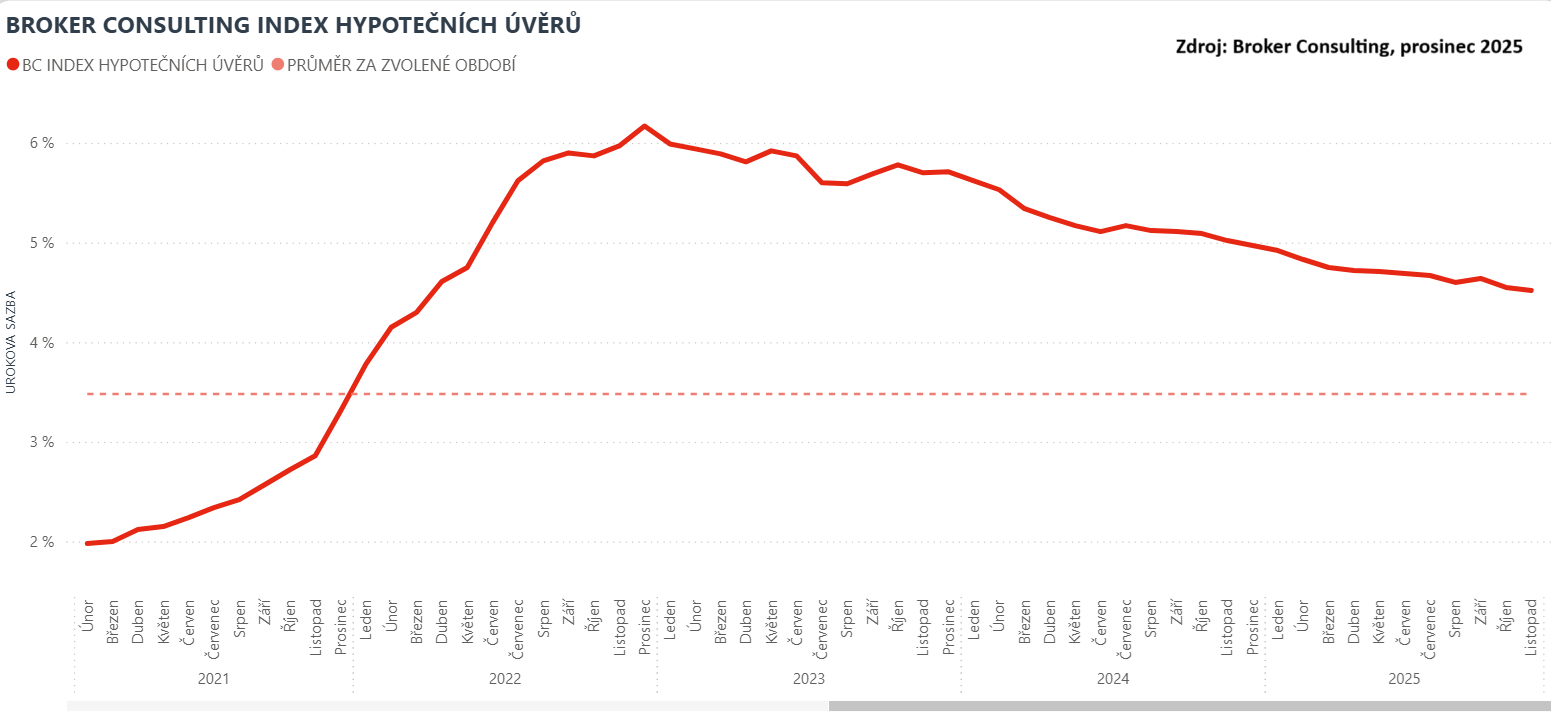 BROKER CONSULTING INDEX HYPOTEČNÍCH ÚVĚRŮ
Zdroj: Broker Consulting, prosinec 2025
BC INDEX HYPOTEČNÍCH ÚVĚRŮ PRŮMĚR ZA ZVOLENÉ OBDOBÍ
UROKOVA SAZBA
6 %
5 %
4 %
3 %
2 %
Únor
Březen
Duben
Květen
Červen
Červenec
Srpen
Září
Říjen
Listopad
Prosinec
Leden
Únor
Březen
Duben
Květen
Červen
Červenec
Srpen
Září
Říjen
Listopad
Prosinec
Leden
Únor
Březen
Duben
Květen
Červen
Červenec
Srpen
Září
Říjen
Listopad
Prosinec
Leden
Únor
Březen
Duben
Květen
Červen
Červenec
Srpen
Září
Říjen
Listopad
Prosinec
Leden
Únor
Březen
Duben
Květen
Červen
Červenec
Srpen
Září
Říjen
Listopad
2021
2022
2023
2024
2025